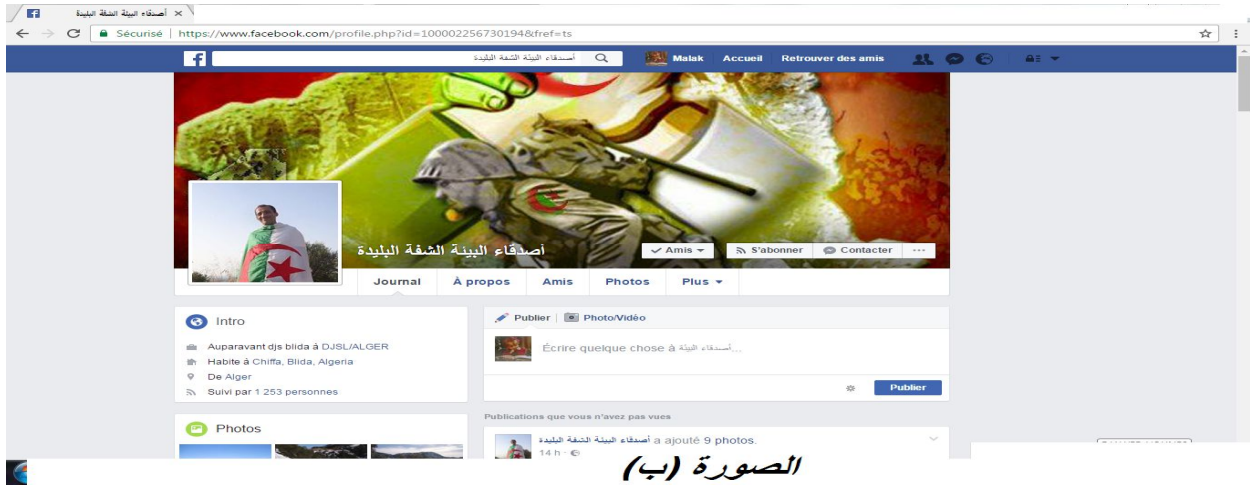 أصدقاء البيئة الشفة البليدة
Sécurisé | https://www.facebook.com/profile.php?id=100002256730194&fref=ts
أصدقاء البيئة الشفة البليدة Malak Accueil Retrouver des amis
أصدقاء البيئة الشفة البليدة
Amis S'abonner Contacter ...
Journal À propos Amis Photos Plus
Intro
Auparavant djs blida à DJSL/ALGER
Habite à Chiffa, Blida, Algeria
De Alger
Suivi par 1 253 personnes
Photos
Publier | Photo/Vidéo
Écrire quelque chose à أصدقاء البيئة...
Publier
Publications que vous n'avez pas vues
أصدقاء البيئة الشفة البليدة a ajouté 9 photos.
14 h
الصورة (ب)